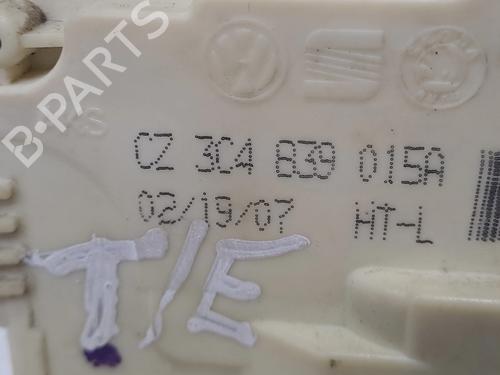 B-PARTS
CZ 3C4 839 015A
02/19/07 HT-L
T/E